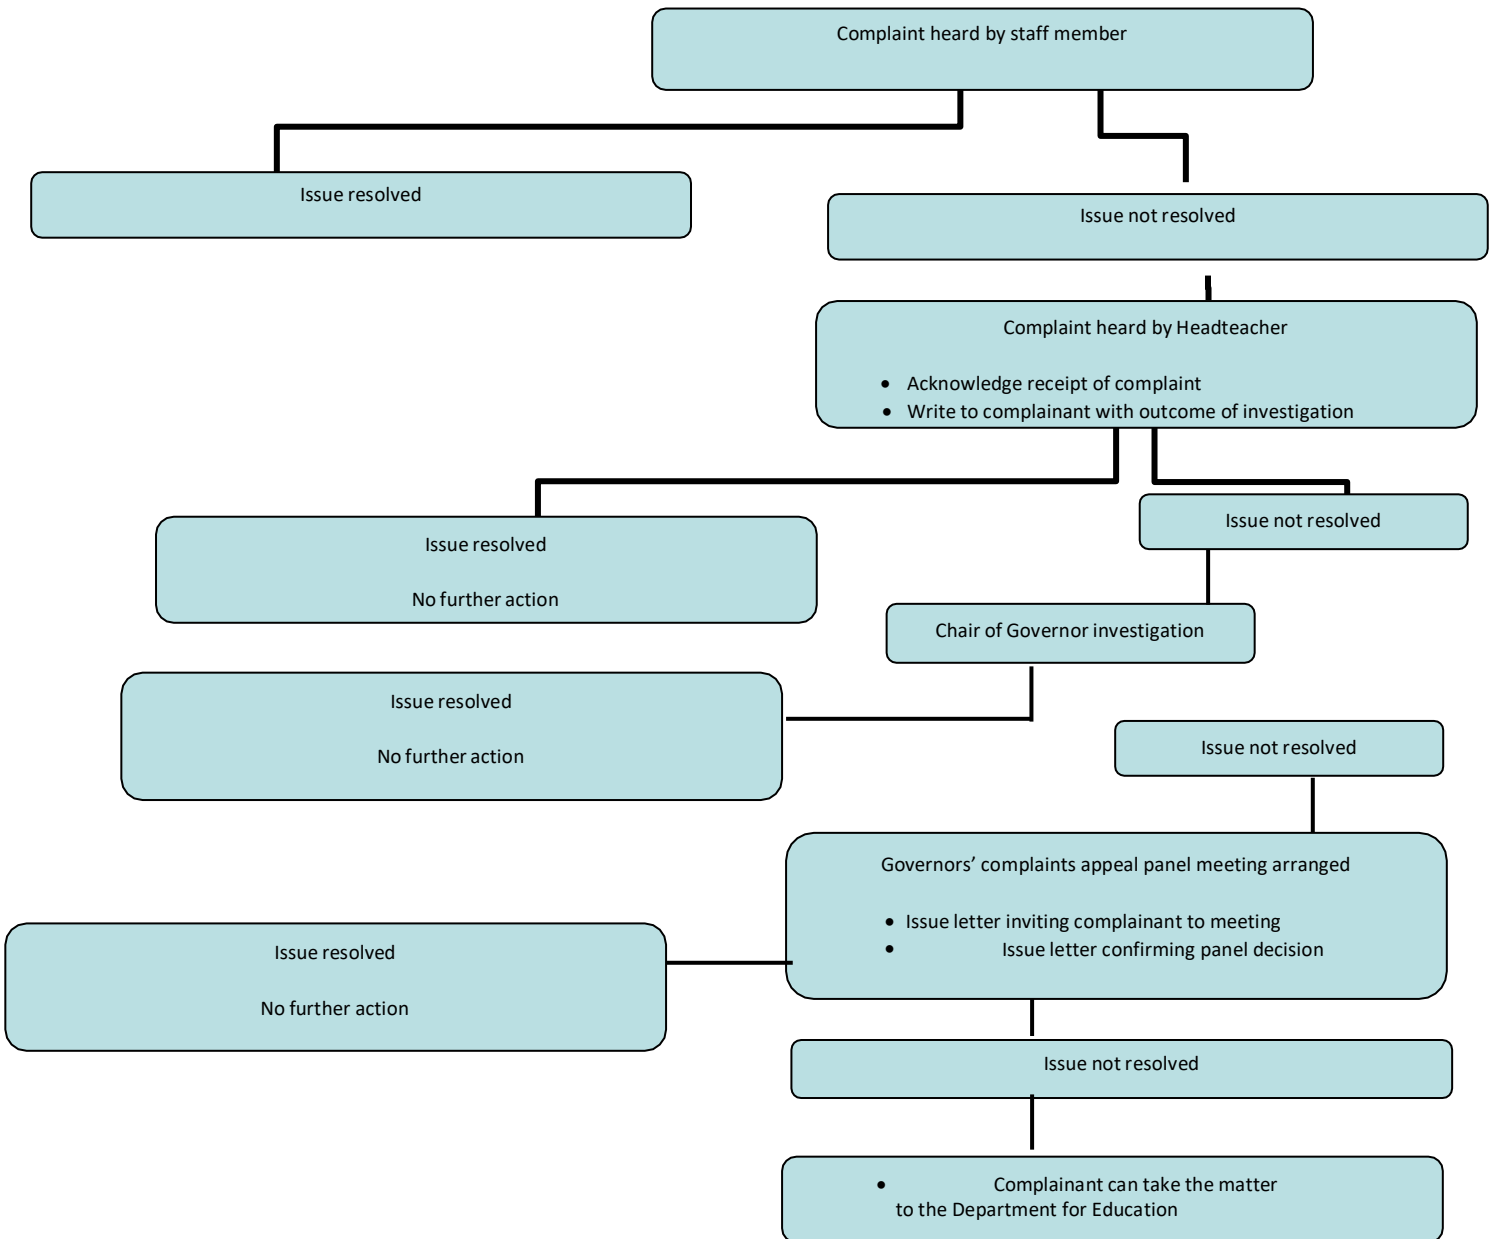 Complaint heard by staff member
Issue resolved
Issue not resolved
Complaint heard by Headteacher
• Acknowledge receipt of complaint
• Write to complainant with outcome of investigation
Issue not resolved
Issue resolved
No further action
Chair of Governor investigation
Issue resolved
No further action
Issue not resolved
Governors’ complaints appeal panel meeting arranged
• Issue letter inviting complainant to meeting
• Issue letter confirming panel decision
Issue resolved
No further action
Issue not resolved
• Complainant can take the matter
to the Department for Education